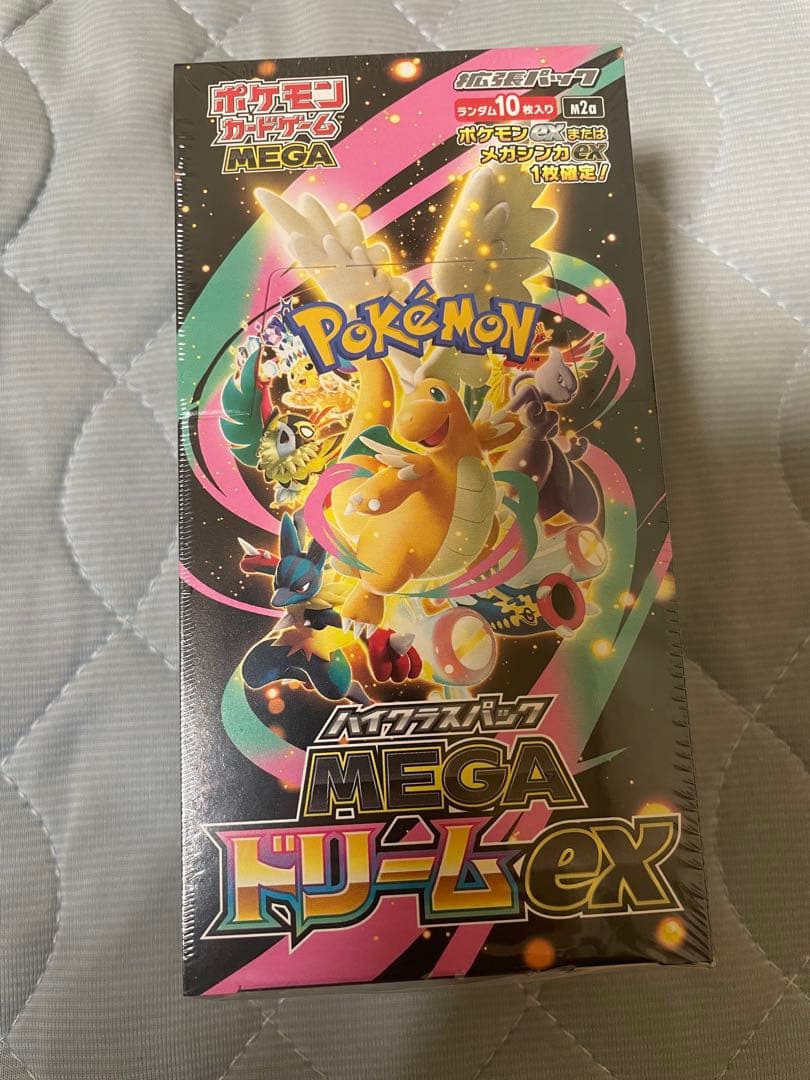 ポケモン
カードゲーム™
MEGA
拡張パック
ランダム10枚入り M2a
ポケモンexまたは
メガシンカex
1枚確定!
POKéMON™
ハイクラスパック
MEGA
ドリームex